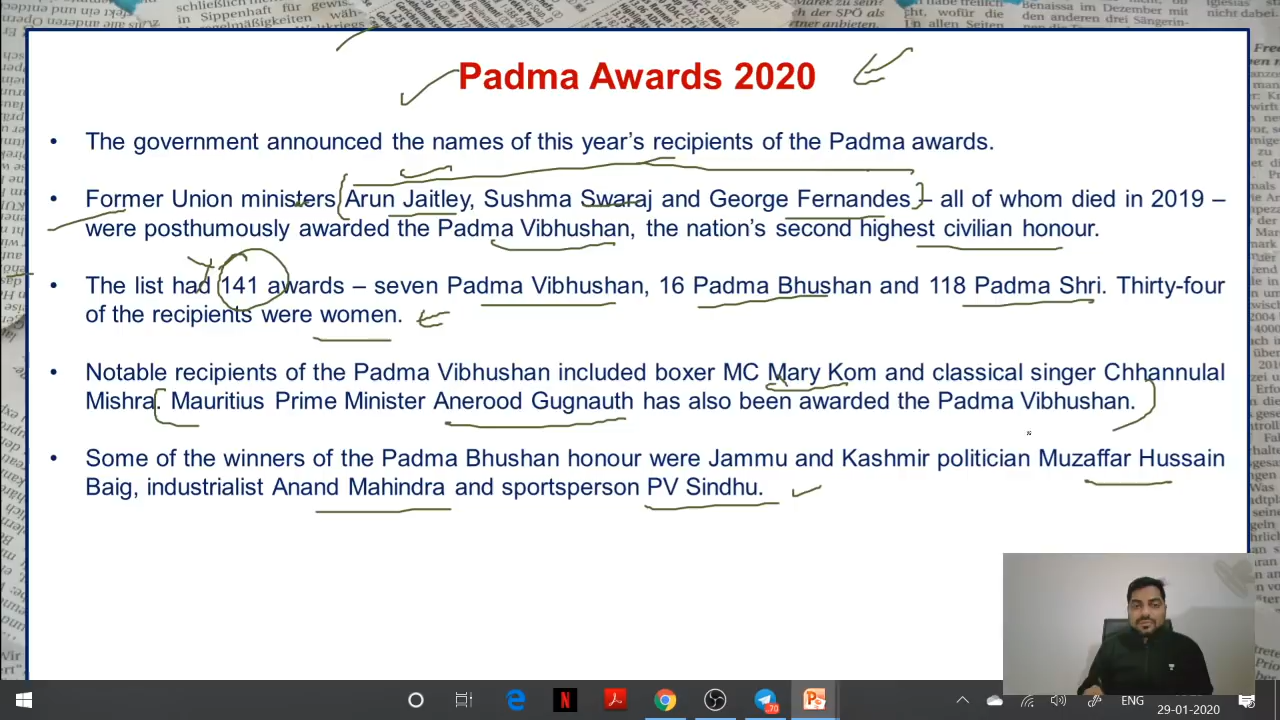 Padma Awards 2020
• The government announced the names of this year's recipients of the Padma awards.
• Former Union ministers Arun Jaitley, Sushma Swaraj and George Fernandes – all of whom died in 2019 –
were posthumously awarded the Padma Vibhushan, the nation's second highest civilian honour.
• The list had 141 awards – seven Padma Vibhushan, 16 Padma Bhushan and 118 Padma Shri. Thirty-four
of the recipients were women.
• Notable recipients of the Padma Vibhushan included boxer MC Mary Kom and classical singer Chhannulal
Mishra. Mauritius Prime Minister Anerood Gugnauth has also been awarded the Padma Vibhushan.
• Some of the winners of the Padma Bhushan honour were Jammu and Kashmir politician Muzaffar Hussain
Baig, industrialist Anand Mahindra and sportsperson PV Sindhu.
ENG
29-01-2020